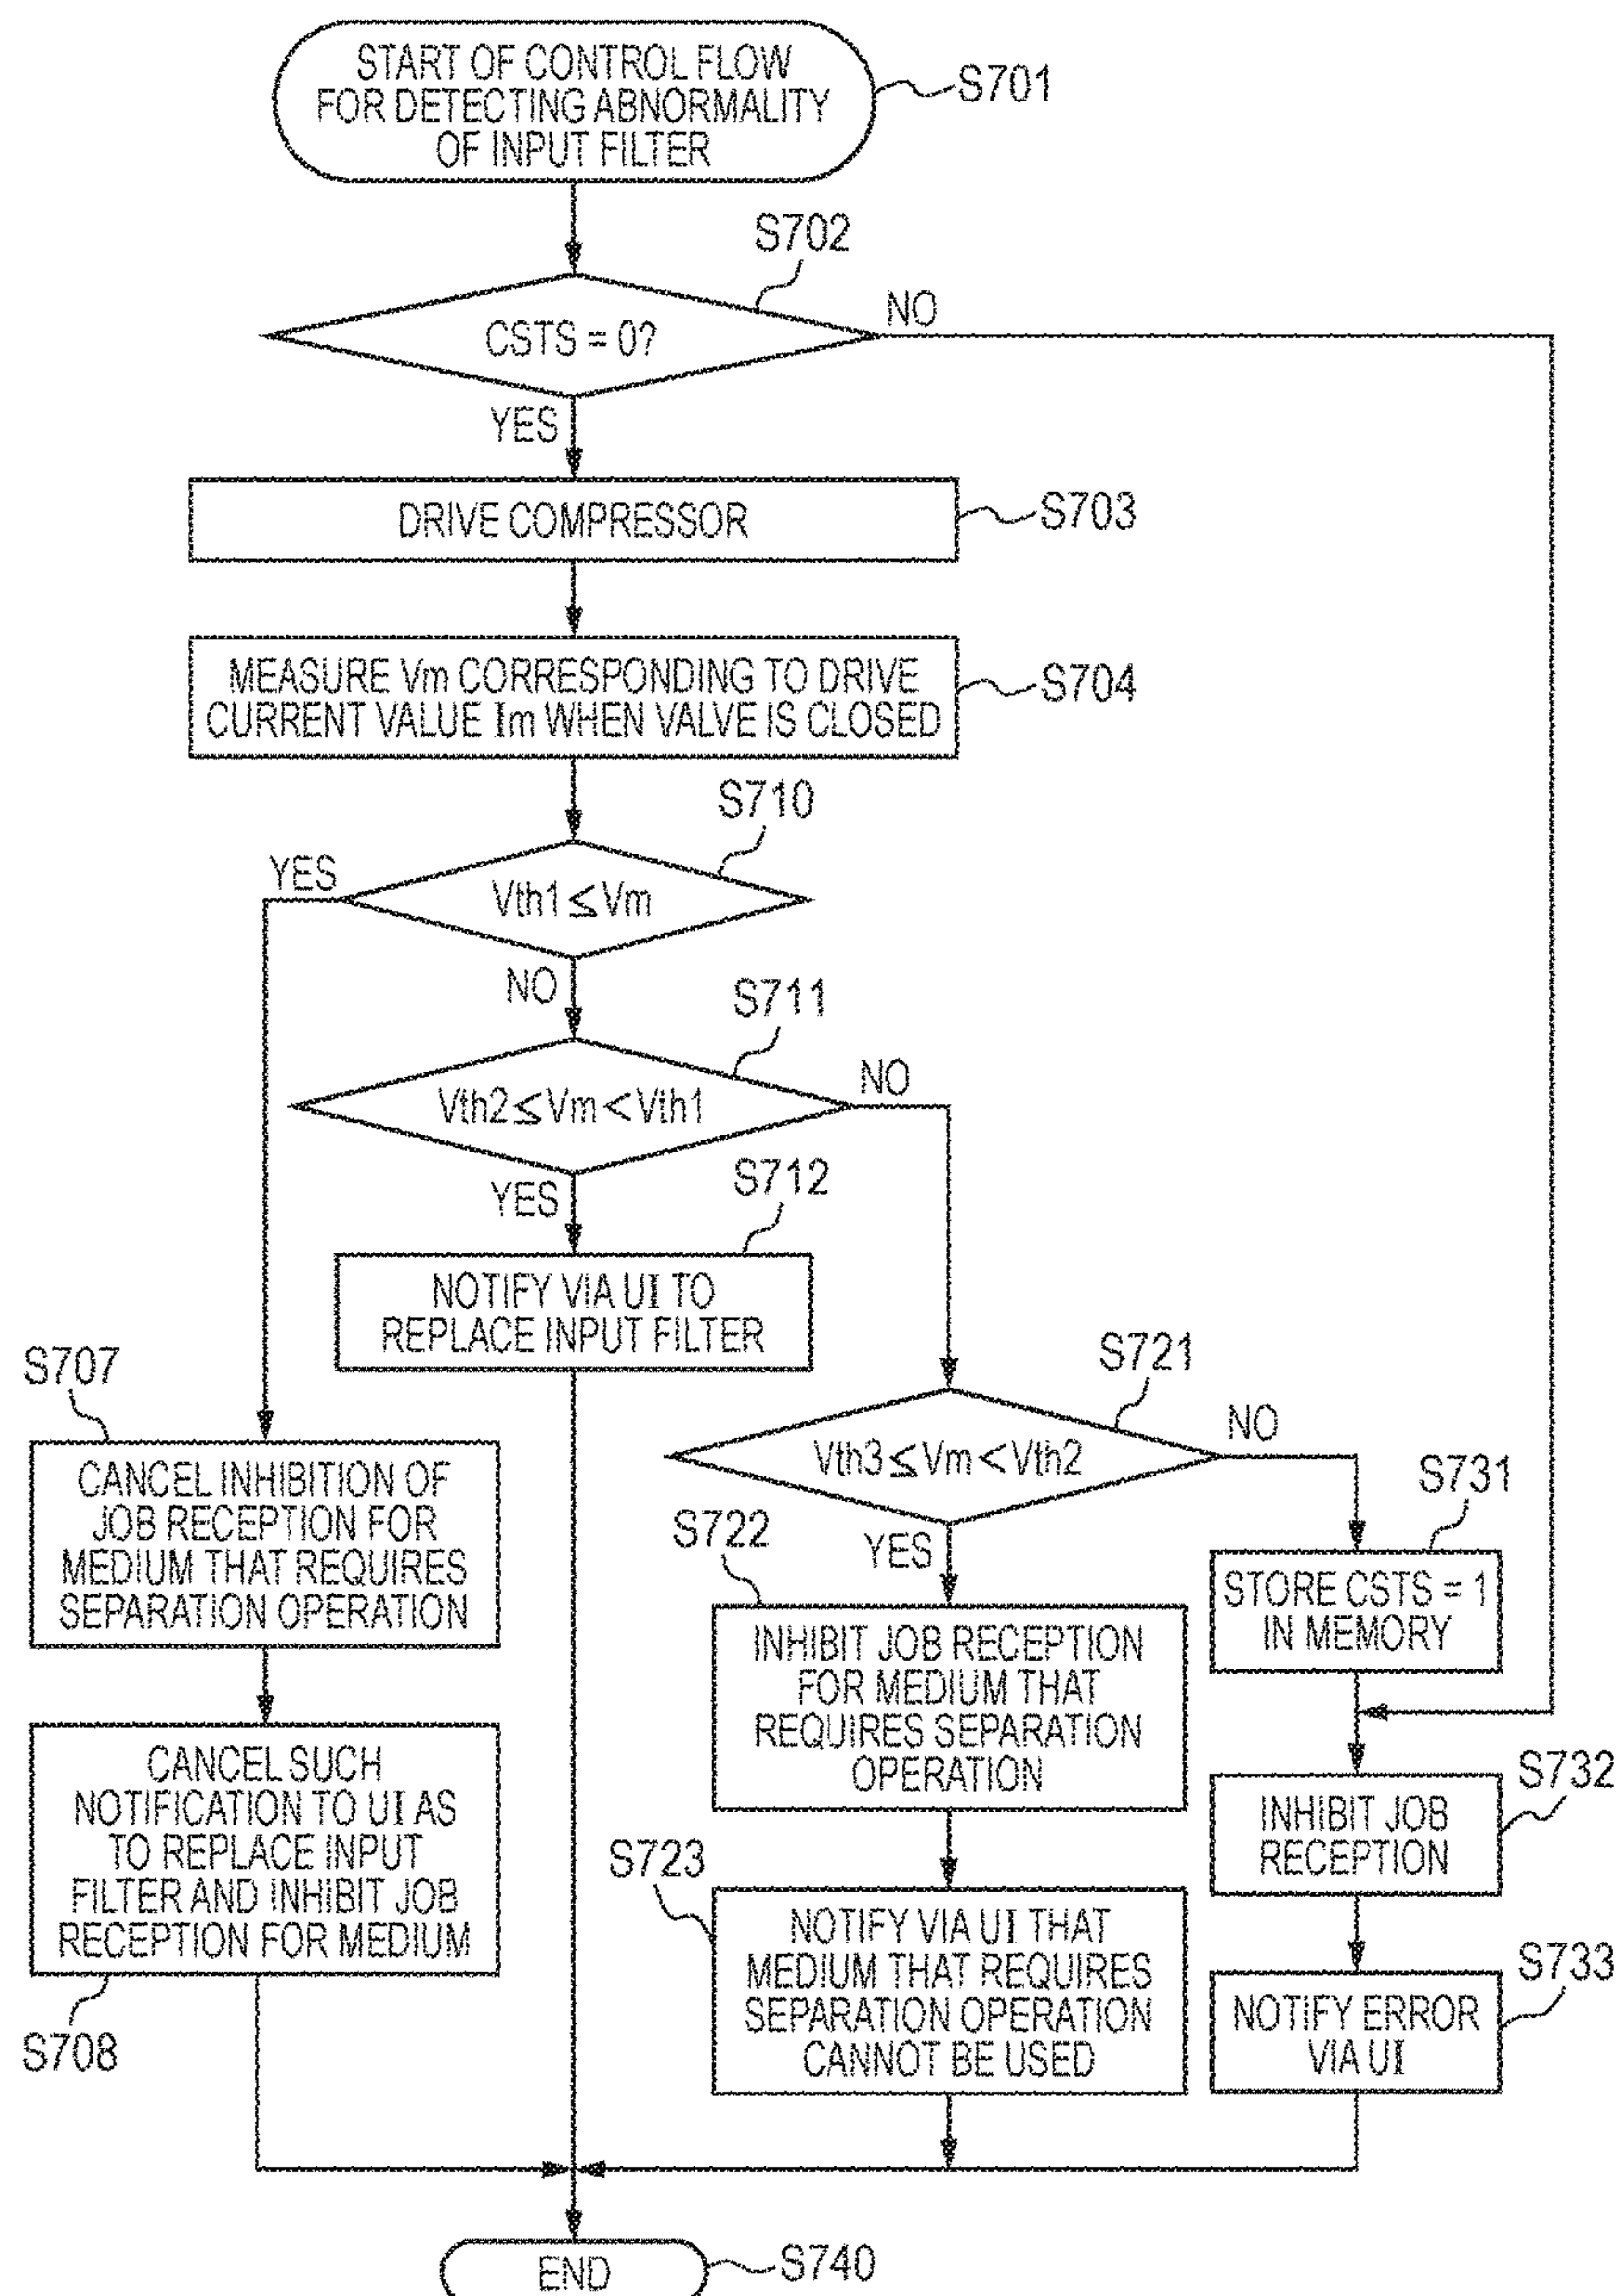 START OF CONTROL FLOW
FOR DETECTING ABNORMALITY
OF INPUT FILTER
S701
S702
CSTS = 0?
NO
YES
DRIVE COMPRESSOR
S703
MEASURE Vm CORRESPONDING TO DRIVE
CURRENT VALUE Im WHEN VALVE IS CLOSED
S704
S710
YES
Vth1 ≤ Vm
NO
S711
Vth2 ≤ Vm < Vth1
NO
YES
S712
NOTIFY VIA UI TO
REPLACE INPUT FILTER
S707
CANCEL INHIBITION OF
JOB RECEPTION FOR
MEDIUM THAT REQUIRES
SEPARATION OPERATION
CANCEL SUCH
NOTIFICATION TO UI AS
TO REPLACE INPUT
FILTER AND INHIBIT JOB
RECEPTION FOR MEDIUM
S708
S721
Vth3 ≤ Vm < Vth2
NO
YES
S722
INHIBIT JOB RECEPTION
FOR MEDIUM THAT
REQUIRES SEPARATION
OPERATION
S723
NOTIFY VIA UI THAT
MEDIUM THAT REQUIRES
SEPARATION OPERATION
CANNOT BE USED
S731
STORE CSTS = 1
IN MEMORY
S732
INHIBIT JOB
RECEPTION
S733
NOTIFY ERROR
VIA UI
END
S740